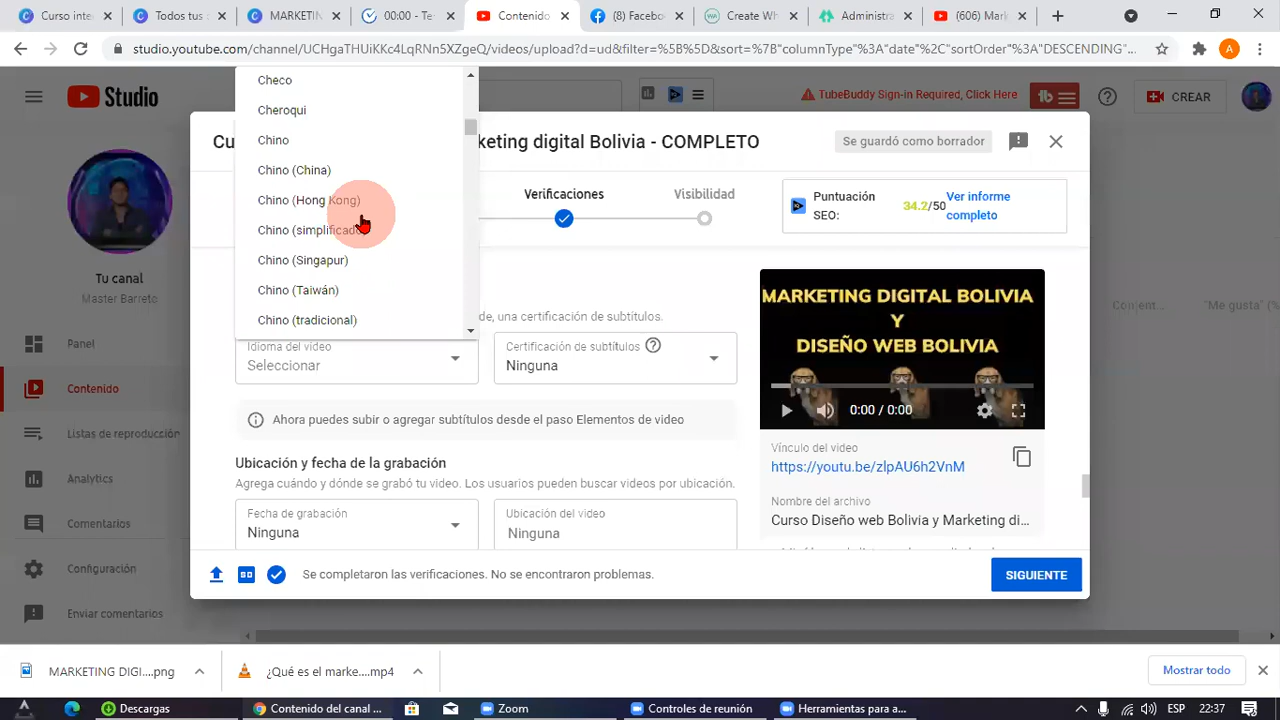 Curso inter
Todos tus
MARKETING
00:00 - Te
Contenido
(8) Facebo
Create Wh
Administra
(606) Mark
studio.youtube.com/channel/UCHgaTHUiKKc4LqRNn5XZgeQ/videos/upload?d=ud&filter=%5B%5D&sort=%7B"columnType"%3A"date"%2C"sortOrder"%3A"DESCENDING"...
A
Studio
TubeBuddy Sign-in Required, Click Here
tb
CREAR
Checo
Cheroqui
Chino
Chino (China)
Chino (Hong Kong)
Chino (simplificado)
Chino (Singapur)
Chino (Taiwán)
Chino (tradicional)
Cu
keting digital Bolivia - COMPLETO
Se guardó como borrador
Verificaciones
Visibilidad
Puntuación SEO:
34.2/50
Ver informe completo
Tu canal
Master Barreto
Panel
Contenido
Listas de reproducción
Analytics
Comentarios
Configuración
Enviar comentarios
de, una certificación de subtítulos.
Idioma del video
Seleccionar
Certificación de subtítulos
Ninguna
Ahora puedes subir o agregar subtítulos desde el paso Elementos de video
Ubicación y fecha de la grabación
Agrega cuándo y dónde se grabó tu video. Los usuarios pueden buscar videos por ubicación.
Fecha de grabación
Ninguna
Ubicación del video
Ninguna
MARKETING DIGITAL BOLIVIA
Y
DISEÑO WEB BOLIVIA
0:00 / 0:00
Vínculo del video
https://youtu.be/zlpAU6h2VnM
Nombre del archivo
Curso Diseño web Bolivia y Marketing di...
Coment...
"Me gusta" (%
Se completaron las verificaciones. No se encontraron problemas.
SIGUIENTE
MARKETING DIGI....png
¿Qué es el marke....mp4
Mostrar todo
Descargas
Contenido del canal ...
Zoom
Controles de reunión
Herramientas para a...
ESP
22:37